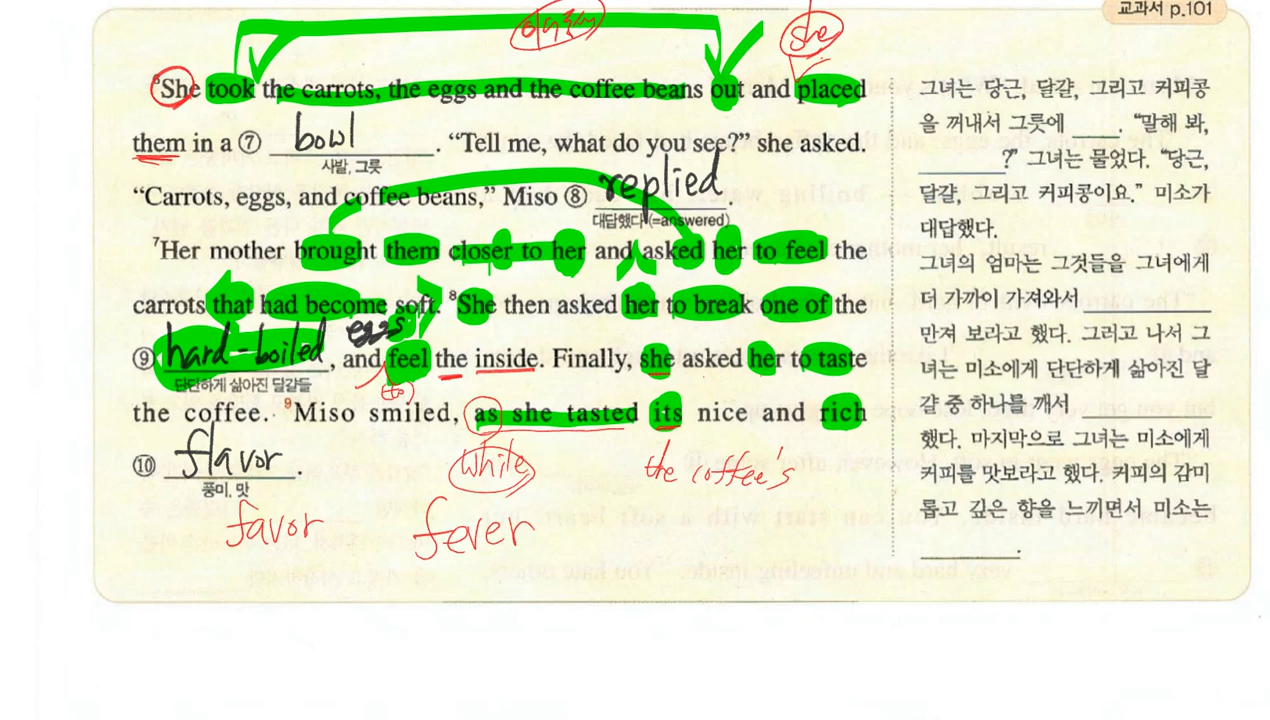 교과서 p.101
이어동사
she
⁶She took the carrots, the eggs and the coffee beans out and placed
them in a ⑦ bowl . “Tell me, what do you see?” she asked.
사발, 그릇
“Carrots, eggs, and coffee beans,” Miso ⑧ replied
대답했다(=answered)
⁷Her mother brought them closer to her and asked her to feel the
carrots that had become soft. ⁸She then asked her to break one of the
eggs
⑨ hard-boiled , and feel the inside. Finally, she asked her to taste
단단하게 삶아진 달걀들
to
the coffee. ⁹Miso smiled, as she tasted its nice and rich
while
the coffee's
⑩ flavor
풍미, 맛
favor fever
그녀는 당근, 달걀, 그리고 커피콩
을 꺼내서 그릇에 . “말해 봐,
?” 그녀는 물었다. “당근,
달걀, 그리고 커피콩이요.” 미소가
대답했다.
그녀의 엄마는 그것들을 그녀에게
더 가까이 가져와서
만져 보라고 했다. 그러고 나서 그
녀는 미소에게 단단하게 삶아진 달
걀 중 하나를 깨서
했다. 마지막으로 그녀는 미소에게
커피를 맛보라고 했다. 커피의 감미
롭고 깊은 향을 느끼면서 미소는
.